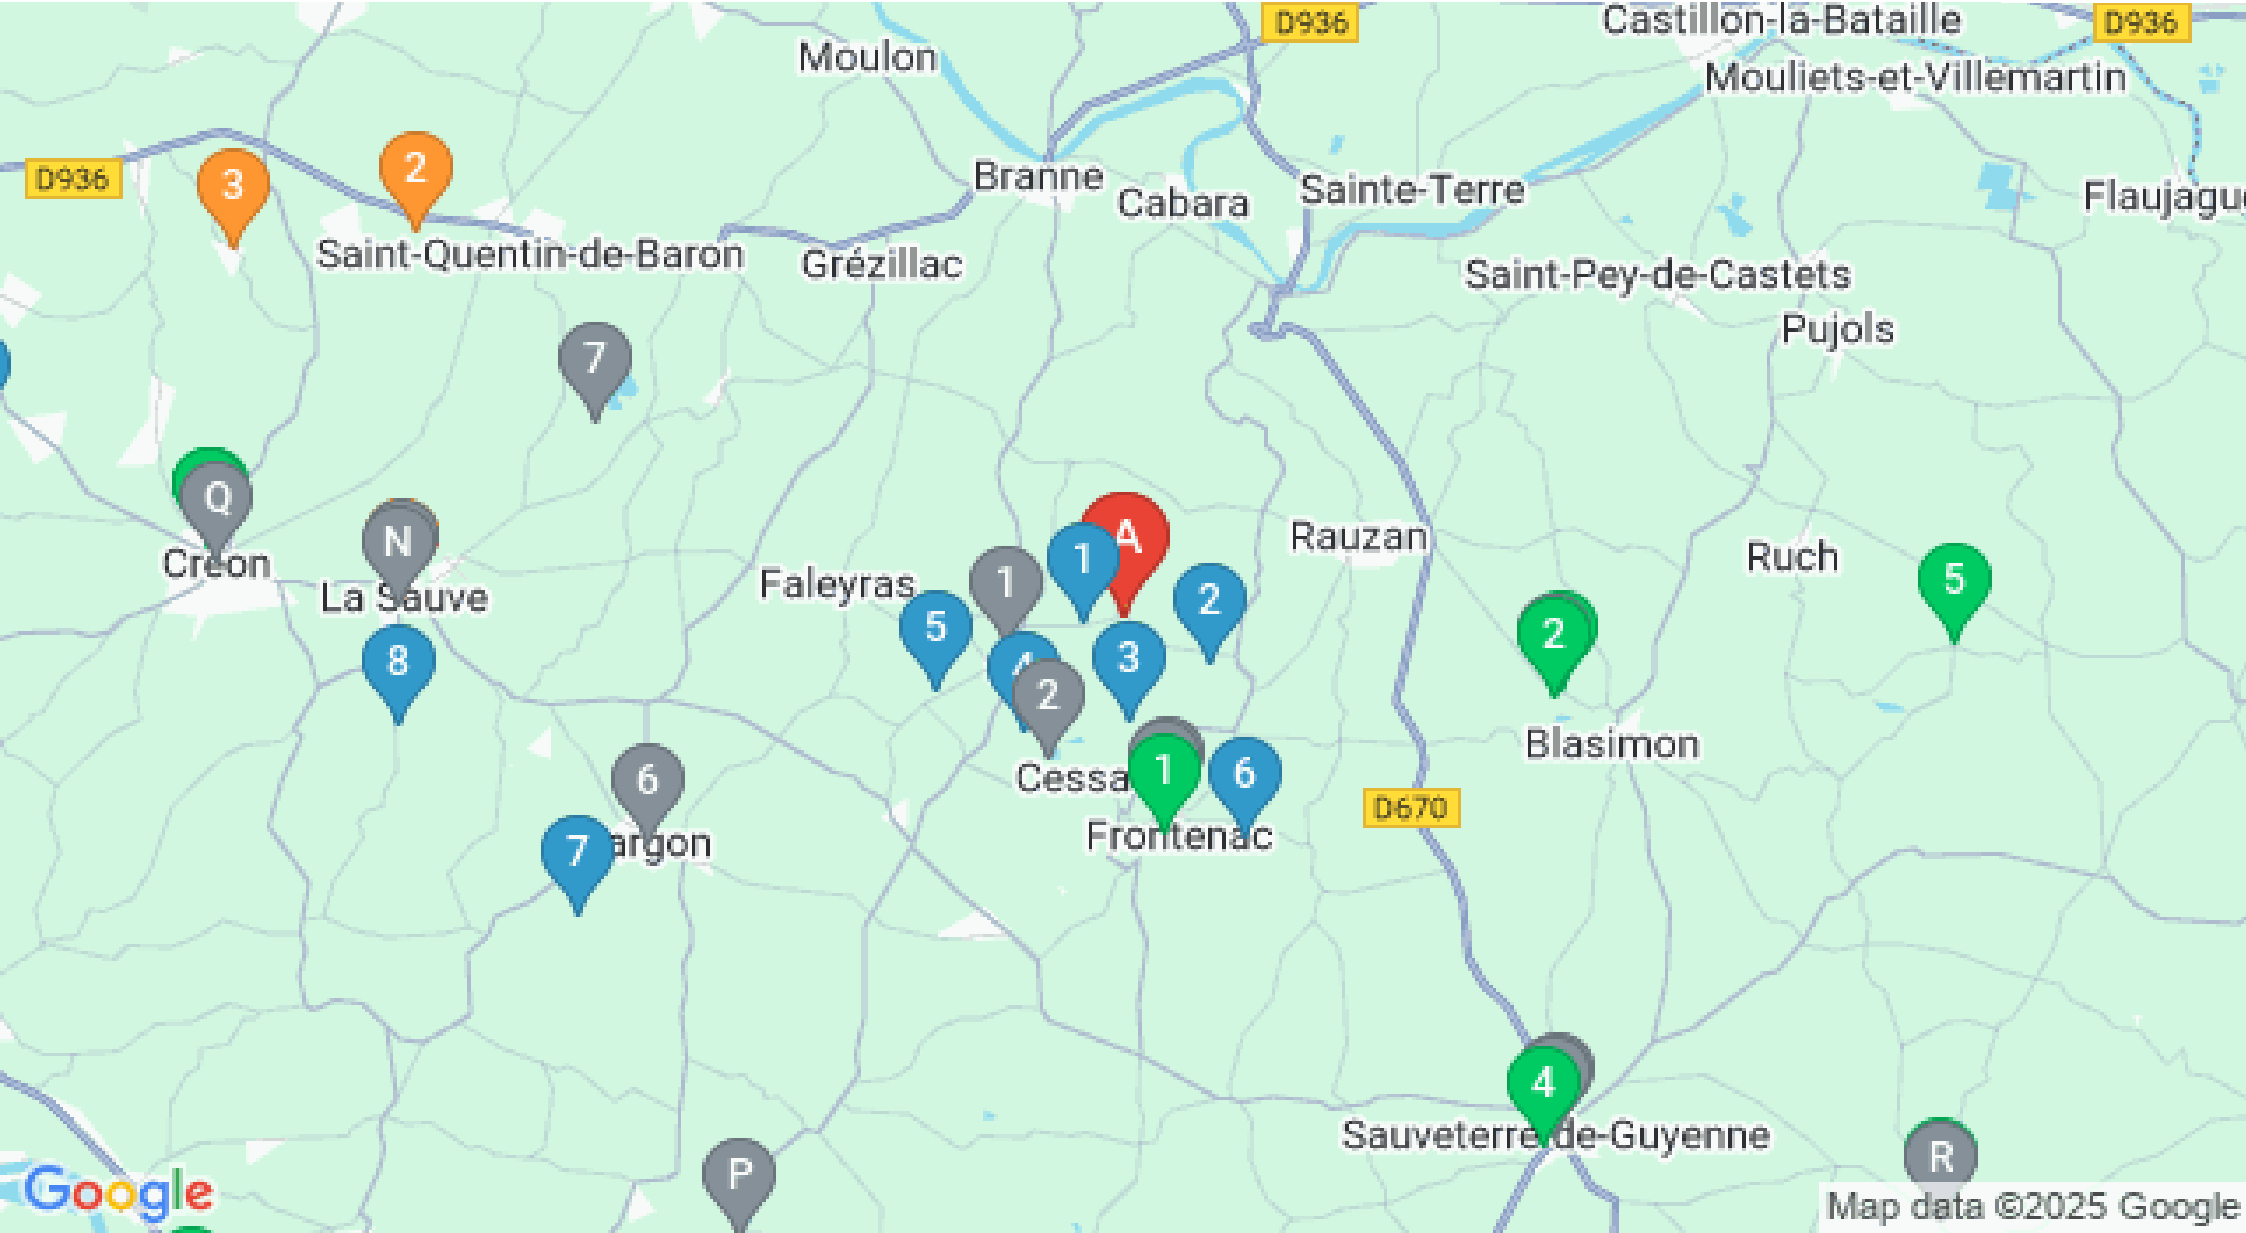 D936
Castillon-la-Bataille
D936
Moulon
Mouliets-et-Villemartin
2
D936
3
Branne
Cabara
Sainte-Terre
Saint-Quentin-de-Baron
Grézillac
Saint-Pey-de-Castets
Pujols
7
Q
N
A
Rauzan
1
Ruch
Créon
La Sauve
Faleyras
1
5
2
5
2
8
4
3
2
Blasimon
6
Cessa
1
6
D670
7
argon
Frontenac
4
Sauveterre-de-Guyenne
R
P
Google
Map data ©2025 Google